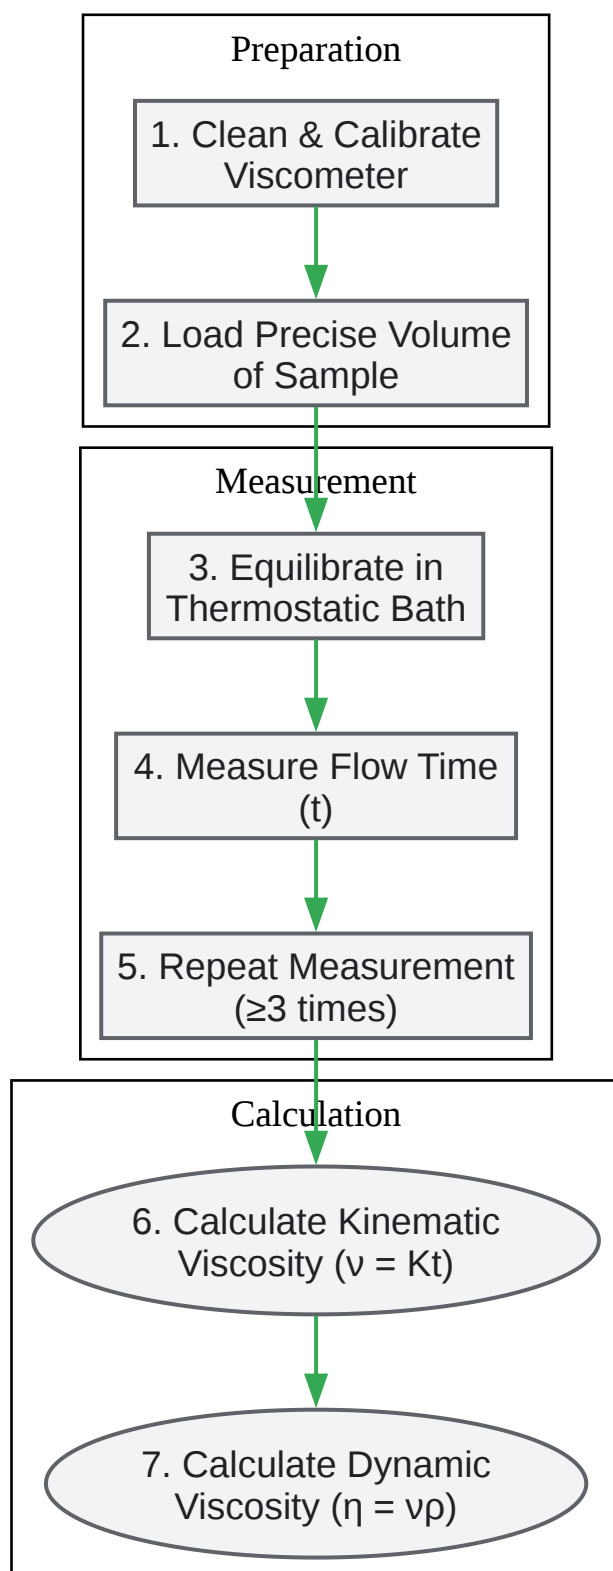 Preparation
1. Clean & Calibrate
Viscometer
2. Load Precise Volume
of Sample
Measurement
3. Equilibrate in
Thermostatic Bath
4. Measure Flow Time
(t)
5. Repeat Measurement
(≥3 times)
Calculation
6. Calculate Kinematic
Viscosity (ν = Kt)
7. Calculate Dynamic
Viscosity (η = νρ)